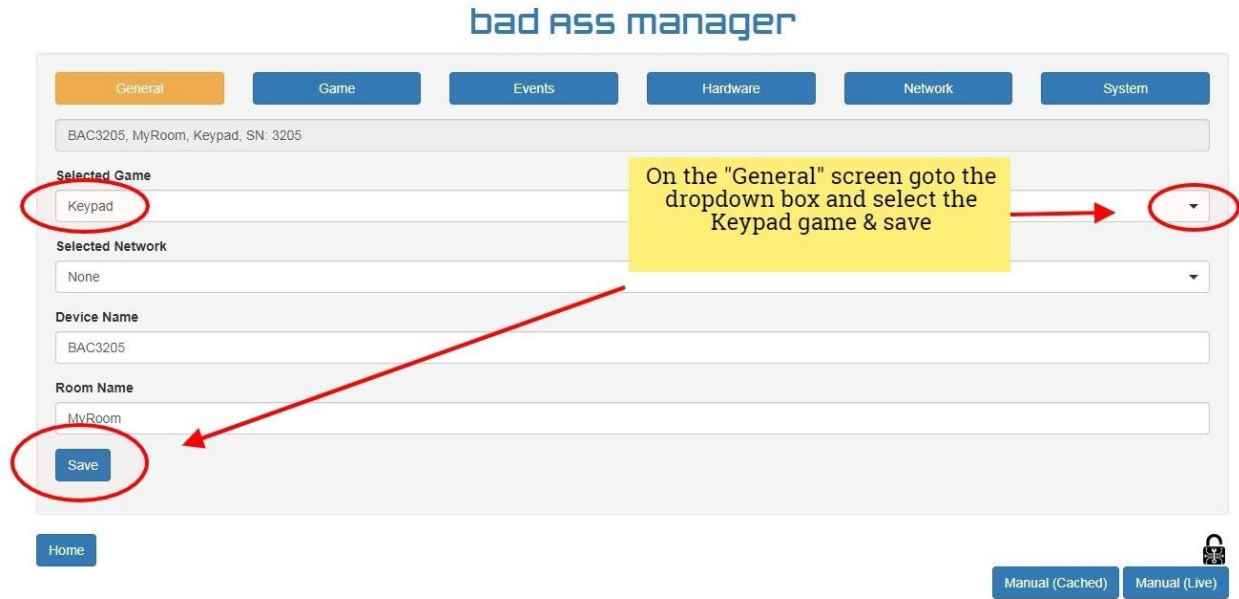 bad ass manager
General Game Events Hardware Network System
BAC3205, MyRoom, Keypad, SN: 3205
Selected Game
Keypad
On the "General" screen goto the
dropdown box and select the
Keypad game & save
Selected Network
None
Device Name
BAC3205
Room Name
MyRoom
Save
Home
Manual (Cached) Manual (Live)